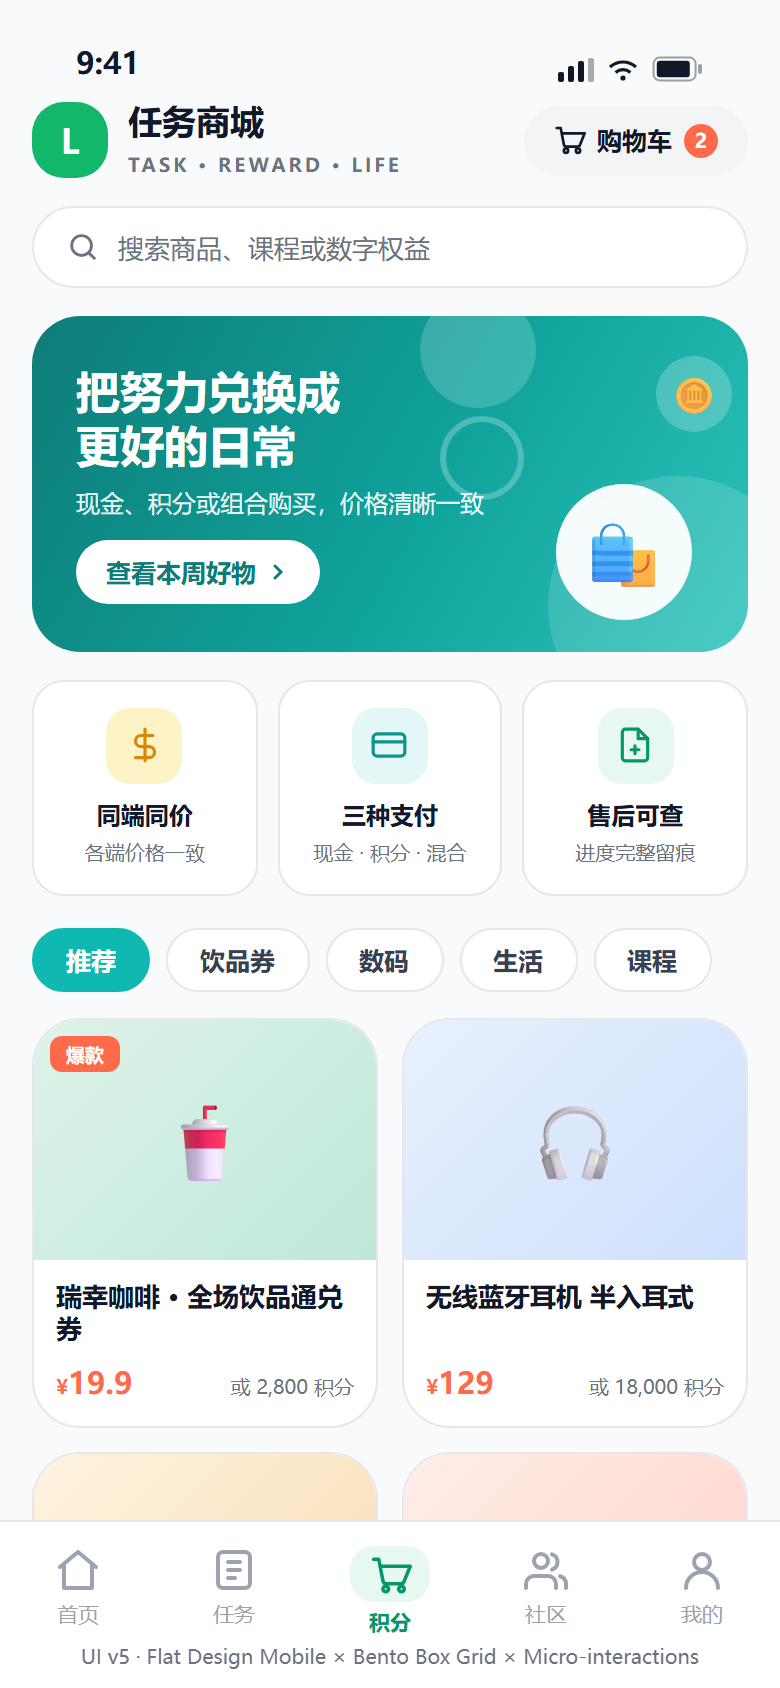 9:41
L
任务商城
TASK • REWARD • LIFE
购物车 2
搜索商品、课程或数字权益
把努力兑换成
更好的日常
现金、积分或组合购买，价格清晰一致
查看本周好物
同端同价
各端价格一致
三种支付
现金 · 积分 · 混合
售后可查
进度完整留痕
推荐
饮品券
数码
生活
课程
爆款
瑞幸咖啡 • 全场饮品通兑
券
¥19.9
或 2,800 积分
无线蓝牙耳机 半入耳式
¥129
或 18,000 积分
首页
任务
积分
社区
我的
UI v5 · Flat Design Mobile × Bento Box Grid × Micro-interactions